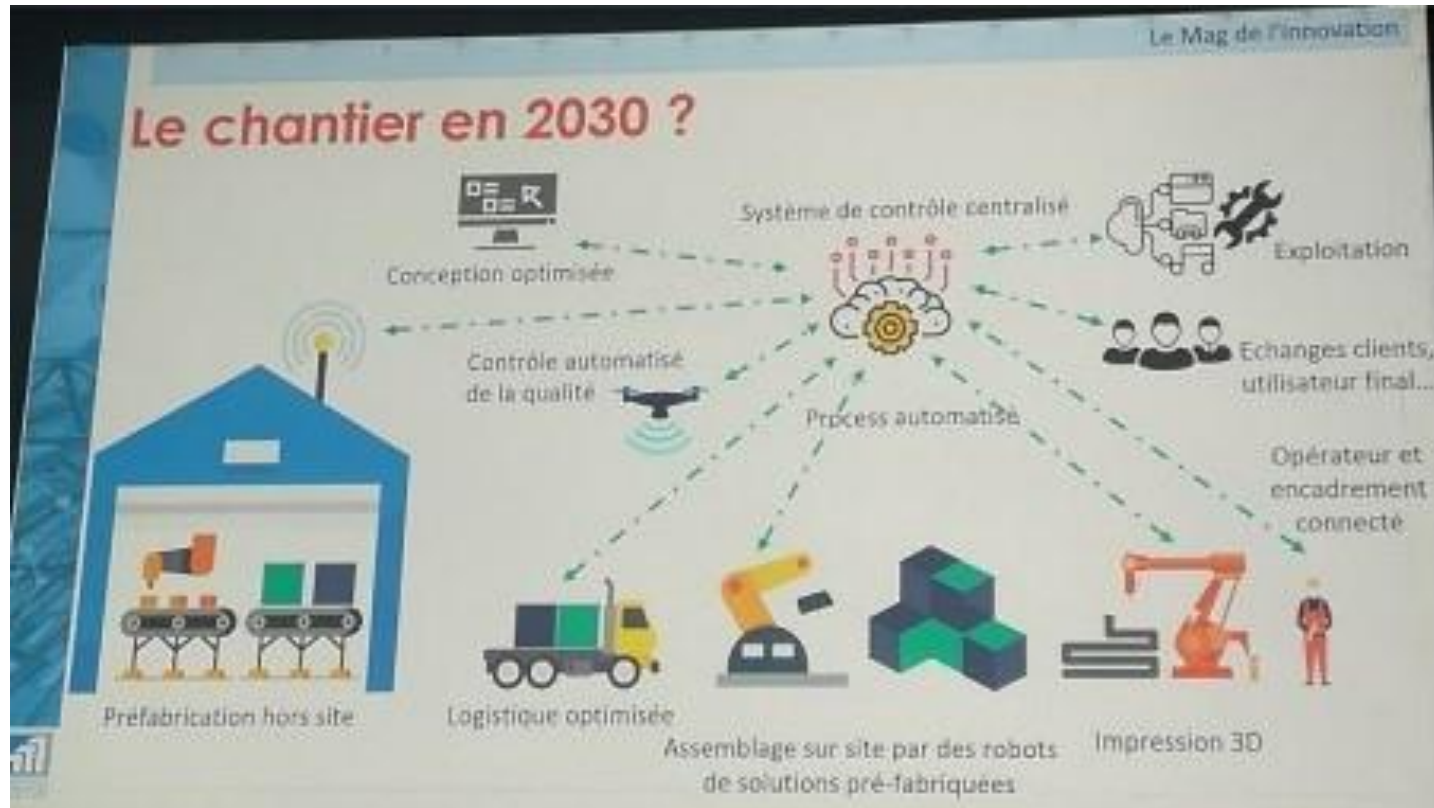 Le Mag de l'innovation
Le chantier en 2030 ?
Système de contrôle centralisé
Conception optimisée
Exploitation
Contrôle automatisé
de la qualité
Echanges clients,
utilisateur final...
Process automatisé
Opérateur et
encadrement
connecté
Préfabrication hors site
Logistique optimisée
Assemblage sur site par des robots
de solutions pré-fabriquées
Impression 3D